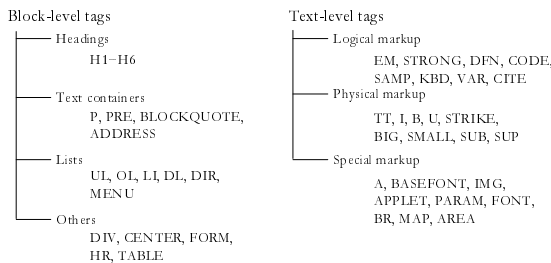 Block-level tags
Headings
H1-H6
Text containers
P, PRE, BLOCKQUOTE,
ADDRESS
Lists
UL, OL, LI, DL, DIR,
MENU
Others
DIV, CENTER, FORM,
HR, TABLE
Text-level tags
Logical markup
EM, STRONG, DFN, CODE,
SAMP, KBD, VAR, CITE
Physical markup
TT, I, B, U, STRIKE,
BIG, SMALL, SUB, SUP
Special markup
A, BASEFONT, IMG,
APPLET, PARAM, FONT,
BR, MAP, AREA